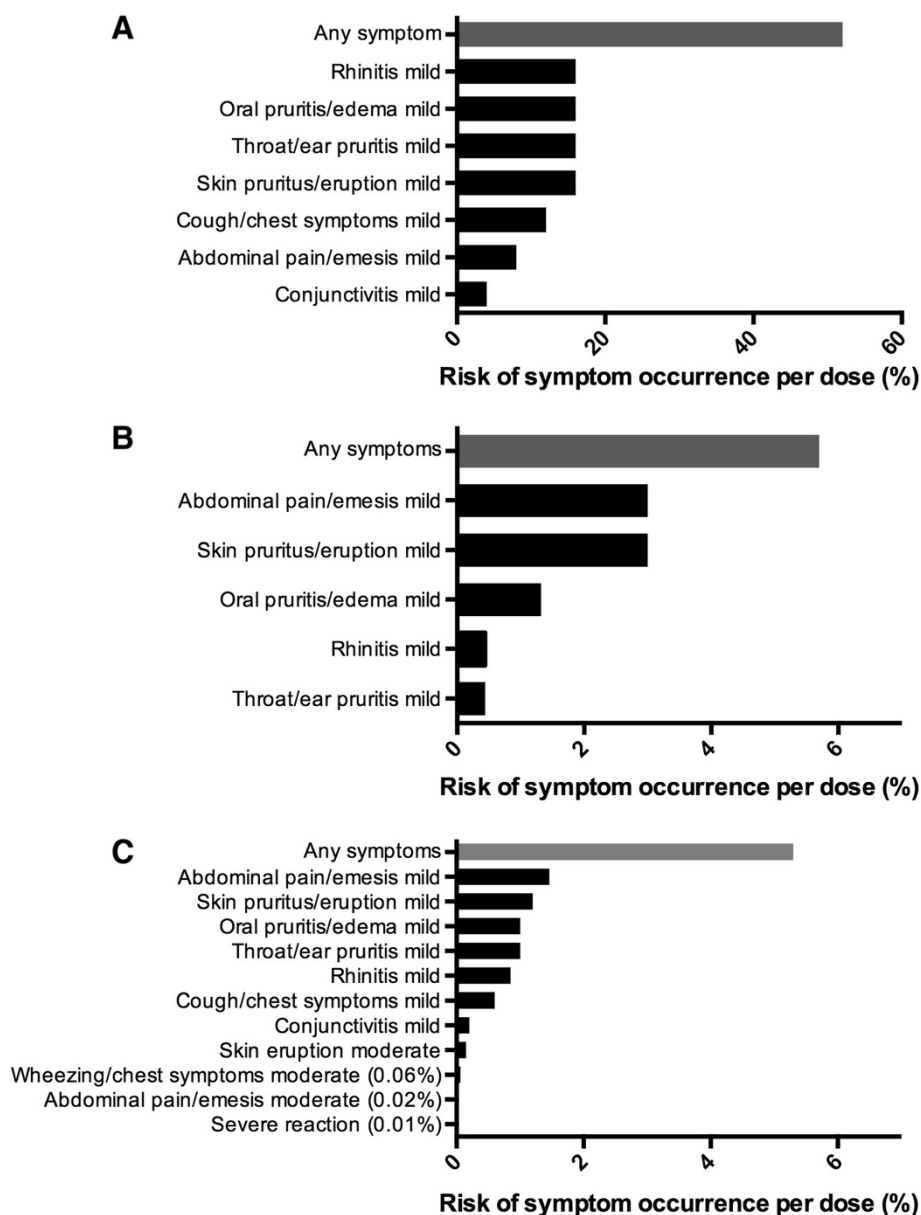 A
Any symptom
Rhinitis mild
Oral pruritis/edema mild
Throat/ear pruritis mild
Skin pruritus/eruption mild
Cough/chest symptoms mild
Abdominal pain/emesis mild
Conjunctivitis mild
0 20 40 60
Risk of symptom occurrence per dose (%)
B
Any symptoms
Abdominal pain/emesis mild
Skin pruritus/eruption mild
Oral pruritis/edema mild
Rhinitis mild
Throat/ear pruritis mild
0 2 4 6
Risk of symptom occurrence per dose (%)
C
Any symptoms
Abdominal pain/emesis mild
Skin pruritus/eruption mild
Oral pruritis/edema mild
Throat/ear pruritis mild
Rhinitis mild
Cough/chest symptoms mild
Conjunctivitis mild
Skin eruption moderate
Wheezing/chest symptoms moderate (0.06%)
Abdominal pain/emesis moderate (0.02%)
Severe reaction (0.01%)
0 2 4 6
Risk of symptom occurrence per dose (%)